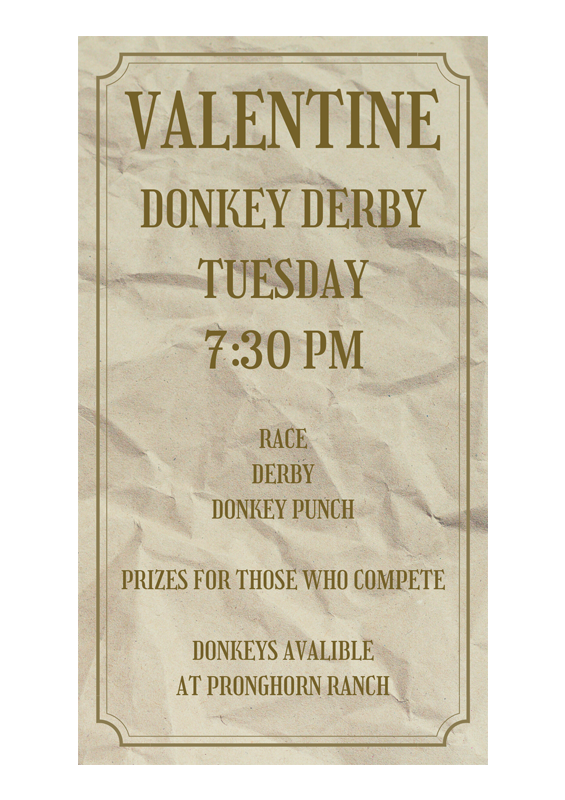 VALENTINE
DONKEY DERBY
TUESDAY
7:30 PM
RACE
DERBY
DONKEY PUNCH
PRIZES FOR THOSE WHO COMPETE
DONKEYS AVALIBLE
AT PRONGHORN RANCH